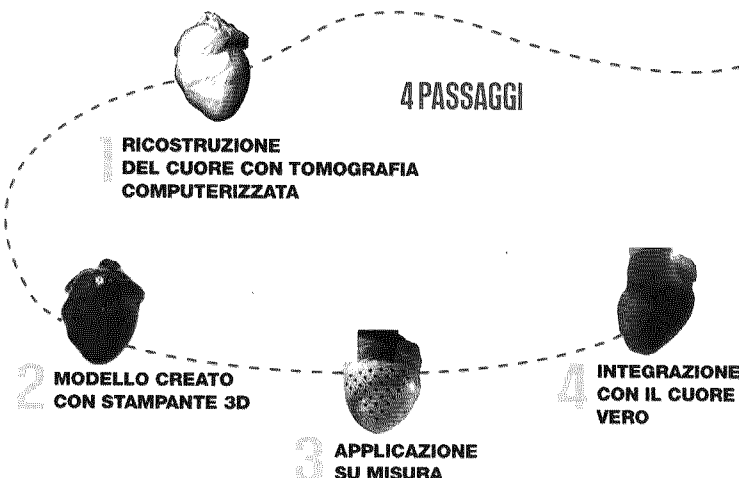 4 PASSAGGI
1
RICOSTRUZIONE
DEL CUORE CON TOMOGRAFIA
COMPUTERIZZATA
2
MODELLO CREATO
CON STAMPANTE 3D
3
APPLICAZIONE
SU MISURA
4
INTEGRAZIONE
CON IL CUORE
VERO